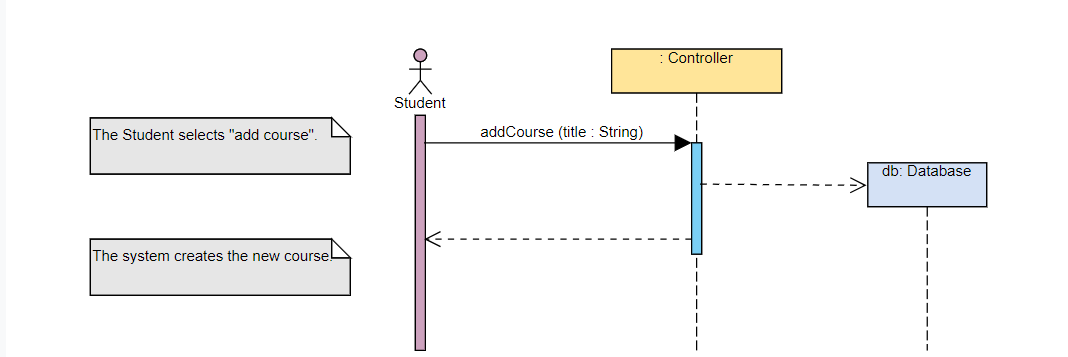 : Controller
Student
The Student selects "add course".
addCourse (title : String)
db: Database
The system creates the new course.